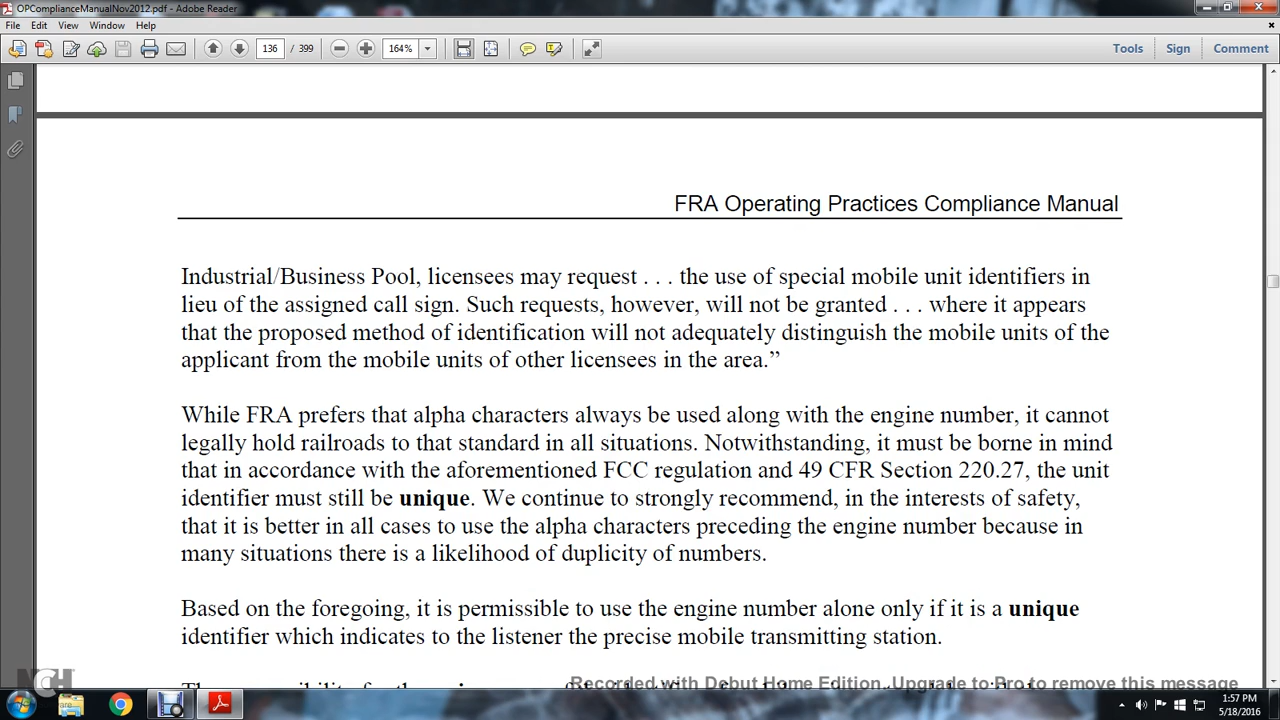 OPComplianceManualNov2012.pdf - Adobe Reader
File Edit View Window Help
136 / 399 164% Tools Sign Comment
FRA Operating Practices Compliance Manual
Industrial/Business Pool, licensees may request . . . the use of special mobile unit identifiers in
lieu of the assigned call sign. Such requests, however, will not be granted . . . where it appears
that the proposed method of identification will not adequately distinguish the mobile units of the
applicant from the mobile units of other licensees in the area.”
While FRA prefers that alpha characters always be used along with the engine number, it cannot
legally hold railroads to that standard in all situations. Notwithstanding, it must be borne in mind
that in accordance with the aforementioned FCC regulation and 49 CFR Section 220.27, the unit
identifier must still be unique. We continue to strongly recommend, in the interests of safety,
that it is better in all cases to use the alpha characters preceding the engine number because in
many situations there is a likelihood of duplicity of numbers.
Based on the foregoing, it is permissible to use the engine number alone only if it is a unique
identifier which indicates to the listener the precise mobile transmitting station.
Recorded with Debut Home Edition. Upgrade to Pro to remove this message
NCH
1:57 PM
5/18/2016